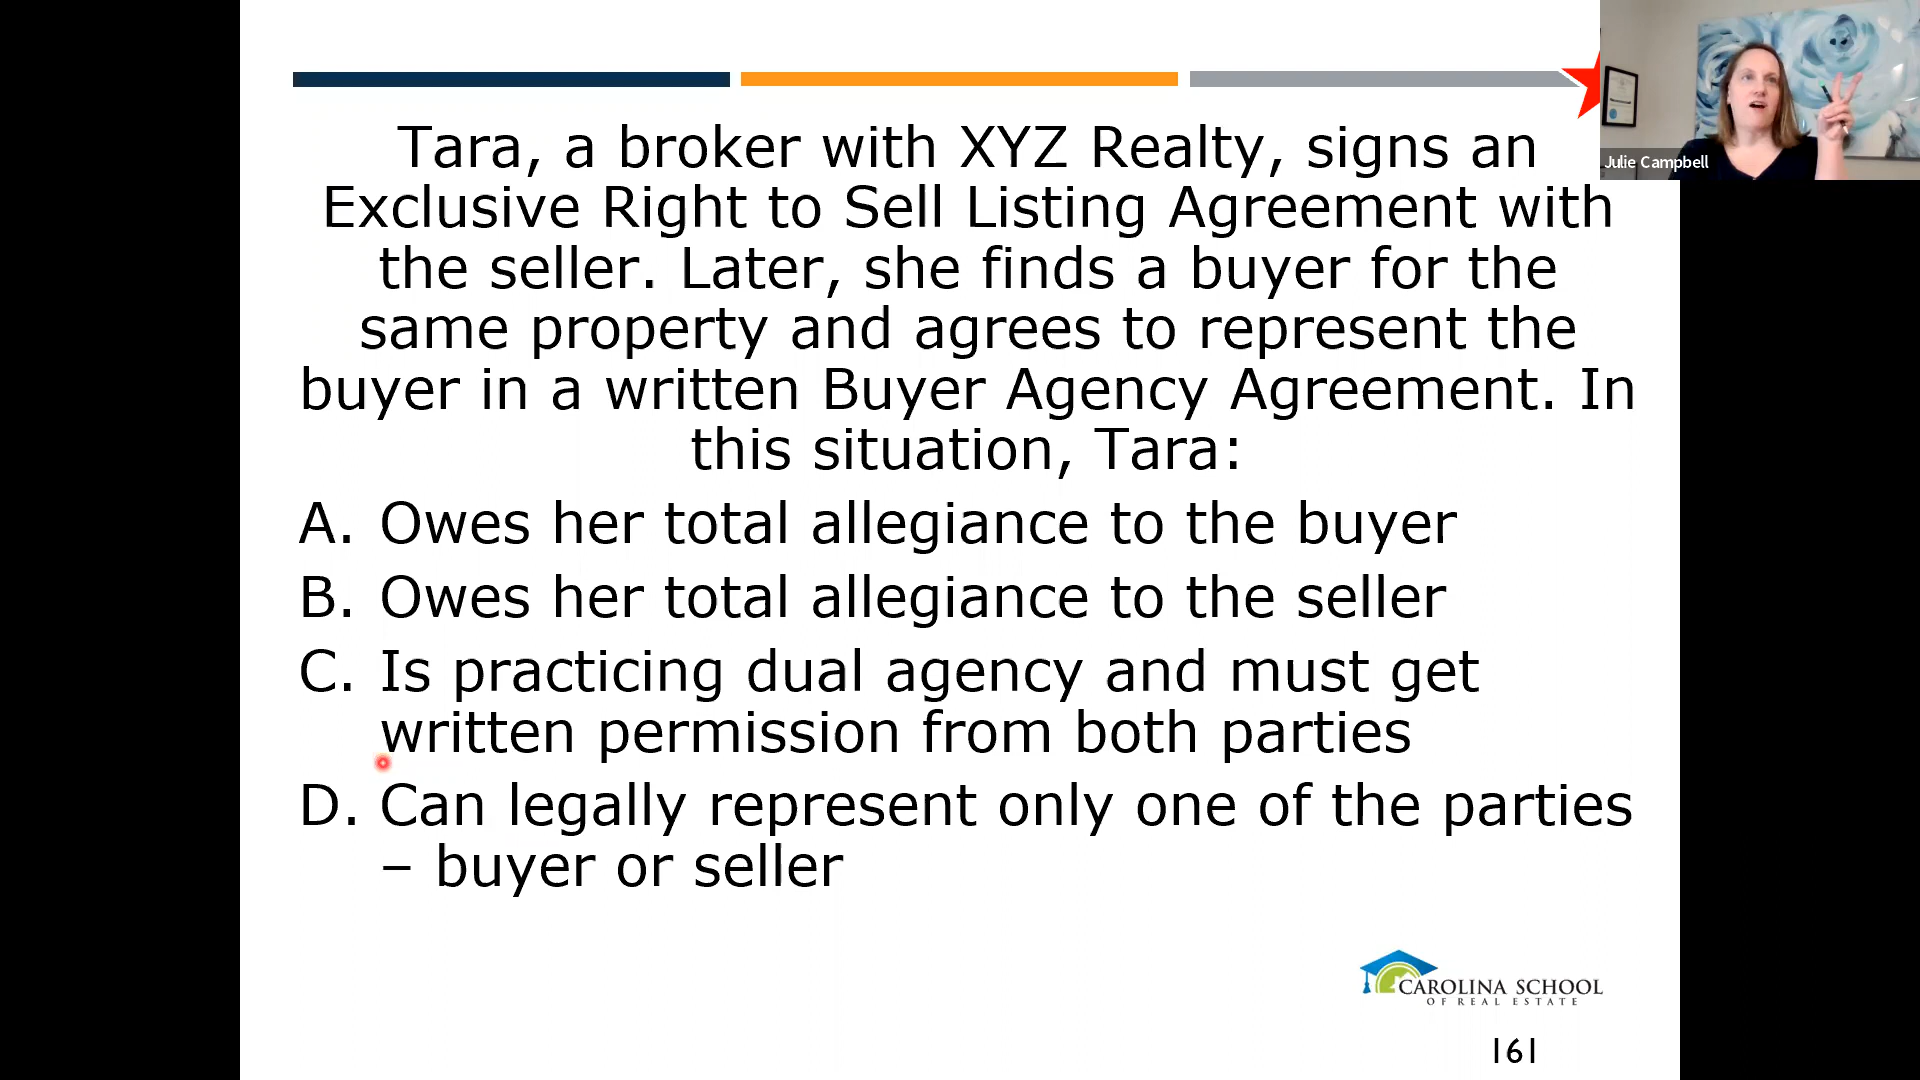 Tara, a broker with XYZ Realty, signs an
Exclusive Right to Sell Listing Agreement with
the seller. Later, she finds a buyer for the
same property and agrees to represent the
buyer in a written Buyer Agency Agreement. In
this situation, Tara:
A. Owes her total allegiance to the buyer
B. Owes her total allegiance to the seller
C. Is practicing dual agency and must get
written permission from both parties
D. Can legally represent only one of the parties
– buyer or seller
Julie Campbell
CAROLINA SCHOOL
OF REAL ESTATE
161